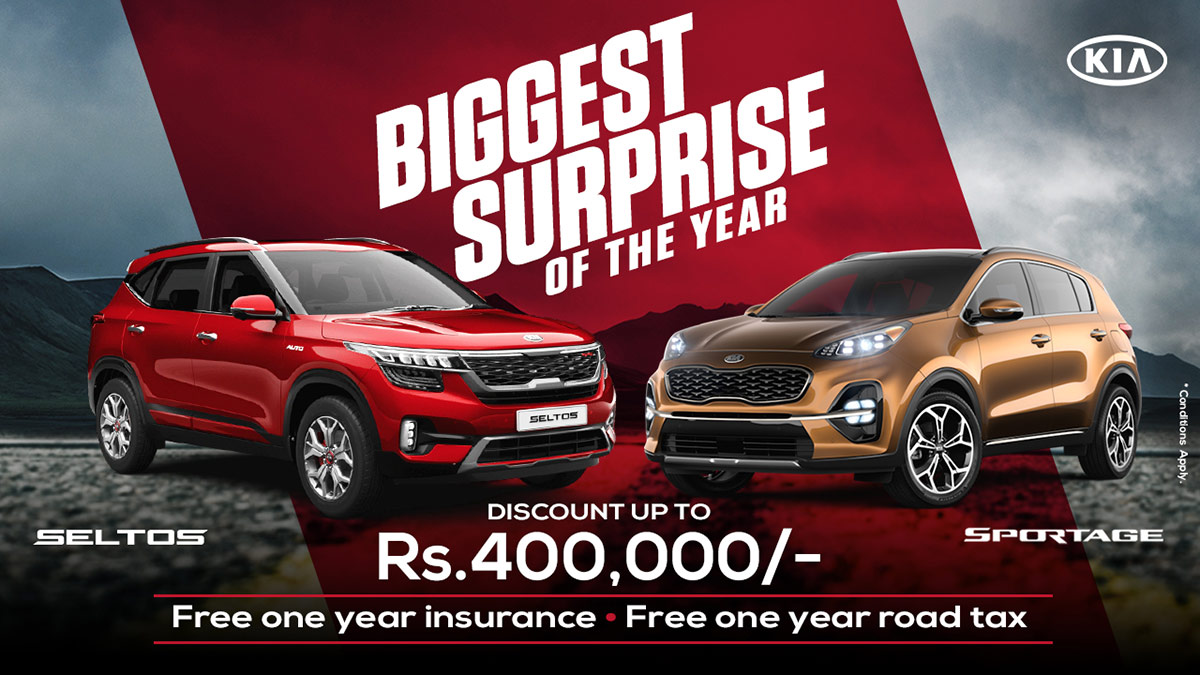 BIGGEST
SURPRISE
OF THE YEAR
KIA
AUTO
SELTOS
* Conditions Apply.
SELTOS
SPORTAGE
DISCOUNT UP TO
Rs.400,000/-
Free one year insurance • Free one year road tax